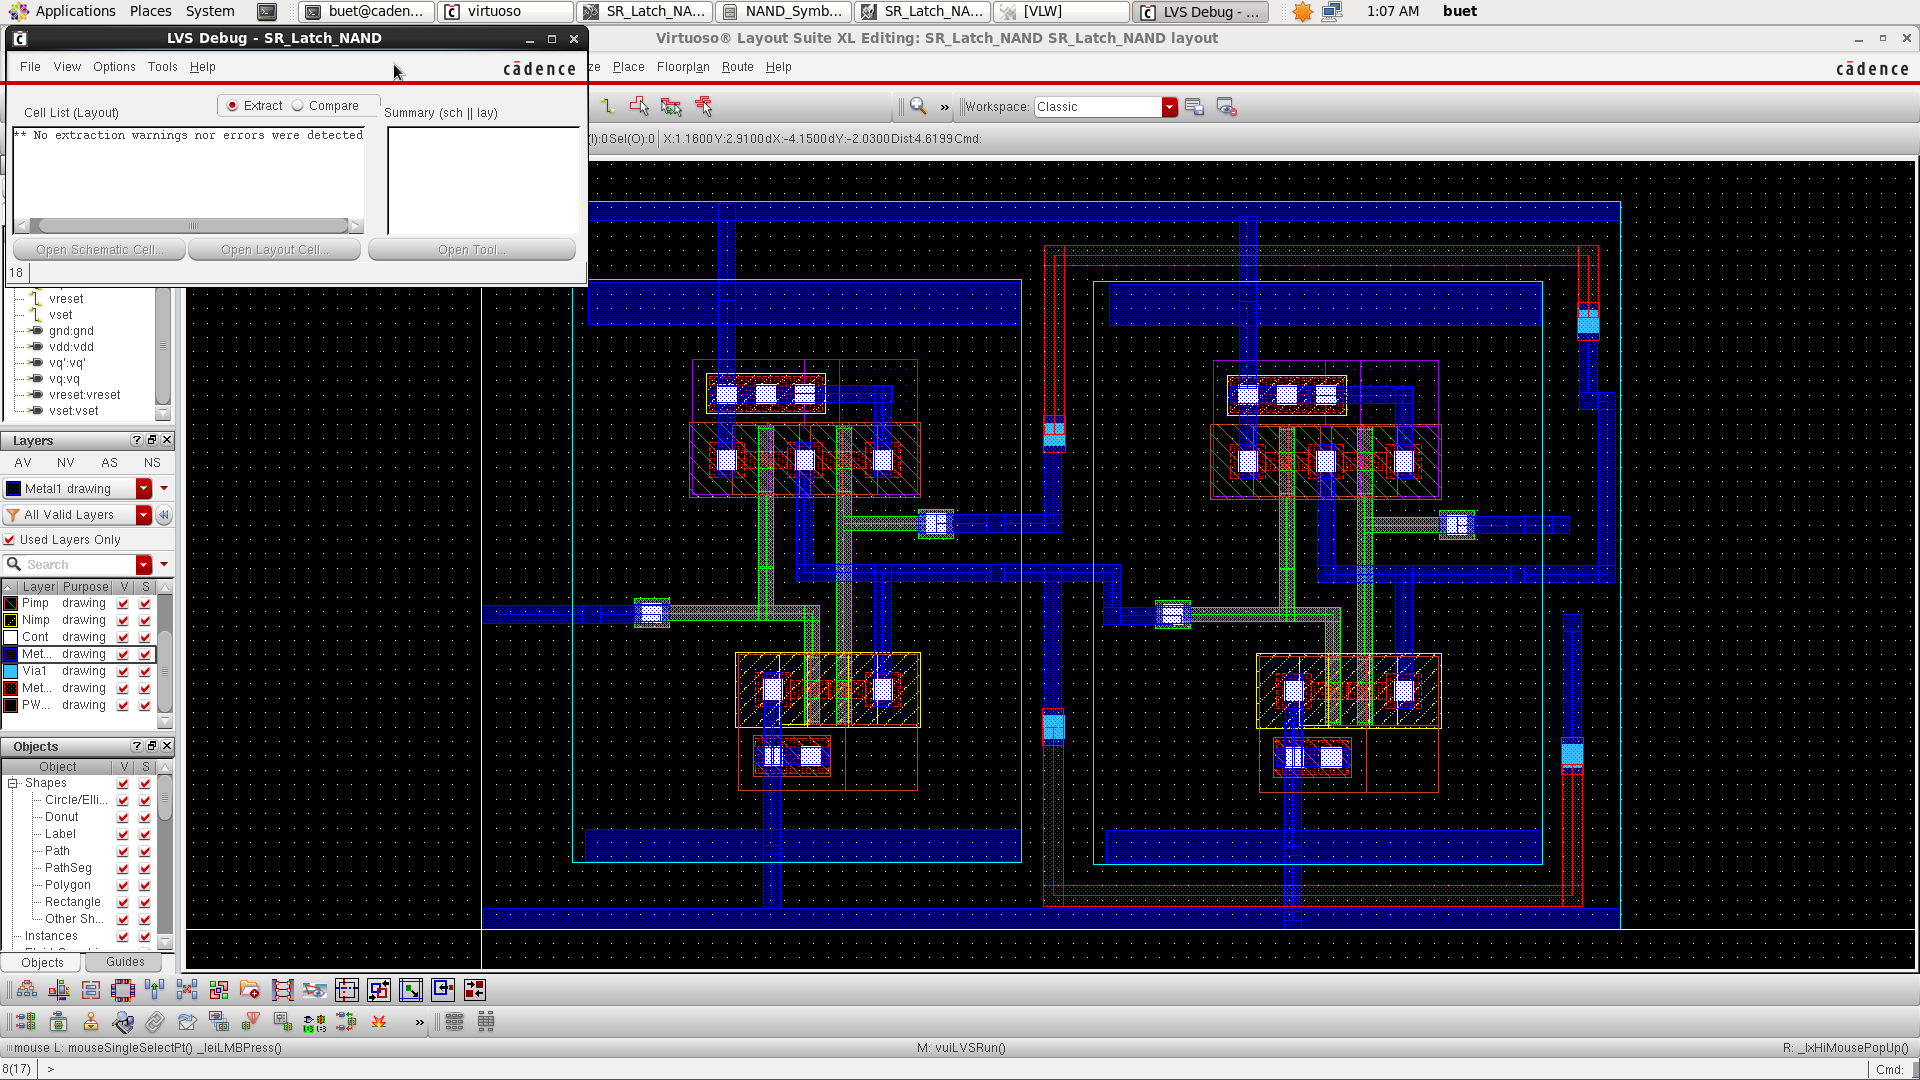 Applications Places System buet@caden... virtuoso SR_Latch_NA... NAND_Symb... SR_Latch_NA... [VLW] LVS Debug - ... 1:07 AM buet
LVS Debug - SR_Latch_NAND
Virtuoso® Layout Suite XL Editing: SR_Latch_NAND SR_Latch_NAND layout
File View Options Tools Help cādence
ze Place Floorplan Route Help cādence
Extract Compare
Cell List (Layout) Summary (sch || lay)
» » Workspace: Classic
** No extraction warnings nor errors were detected
(I):0 Sel(O):0 X:1.1600 Y:2.9100 dX:-4.1500 dY:-2.0300 Dist:4.6199 Cmd:
Open Schematic Cell... Open Layout Cell... Open Tool...
18
vreset
vset
gnd:gnd
vdd:vdd
vq':vq'
vq:vq
vreset:vreset
vset:vset
Layers
AV NV AS NS
Metal1 drawing
All Valid Layers
Used Layers Only
Search
Layer Purpose V S
Pimp drawing
Nimp drawing
Cont drawing
Met... drawing
Via1 drawing
Met... drawing
PW... drawing
Objects
Object V S
Shapes
Circle/Elli...
Donut
Label
Path
PathSeg
Polygon
Rectangle
Other Sh...
Instances
Objects Guides
»
mouse L: mouseSingleSelectPt() _leiLMBPress() M: vuiLVSRun() R: _lxHiMousePopUp()
8(17) > Cmd: